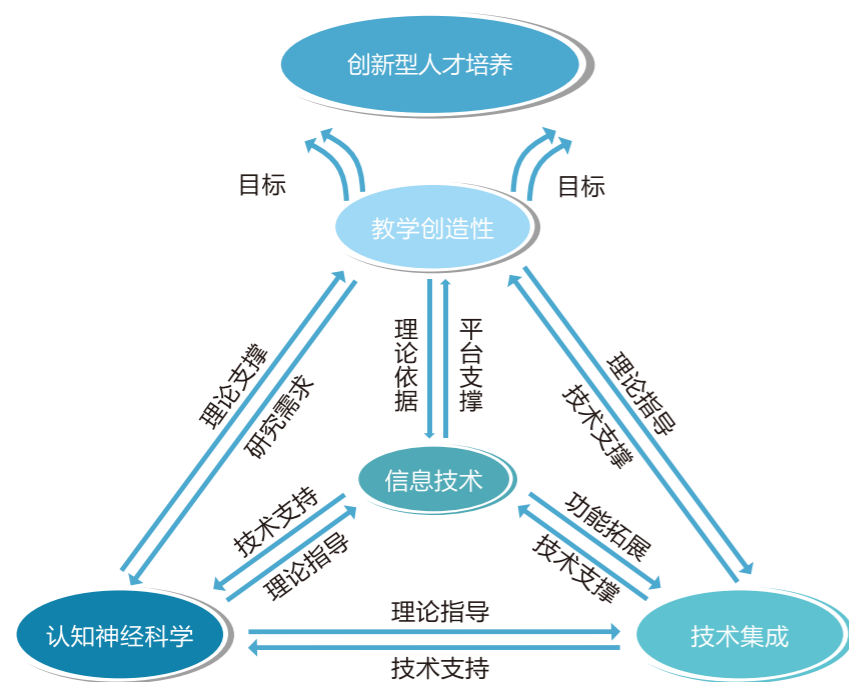 创新型人才培养
目标
目标
教学创造性
理论支撑
研究需求
理论依据
平台支撑
理论指导
技术支撑
信息技术
技术支持
理论指导
功能拓展
技术支撑
认知神经科学
理论指导
技术支持
技术集成